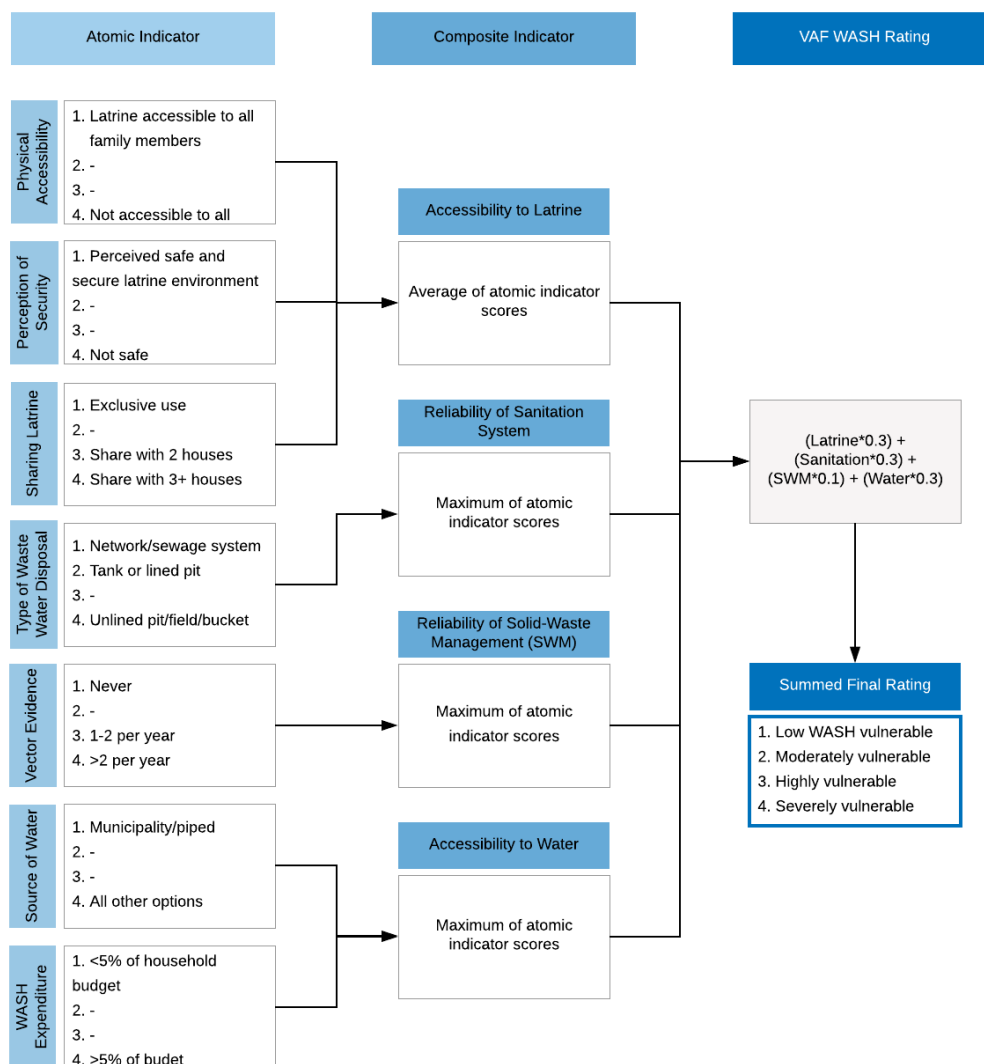 Atomic Indicator
Composite Indicator
VAF WASH Rating
Physical
Accessibility
1. Latrine accessible to all
family members
2. -
3. -
4. Not accessible to all
Perception of
Security
1. Perceived safe and
secure latrine environment
2. -
3. -
4. Not safe
Sharing Latrine
1. Exclusive use
2. -
3. Share with 2 houses
4. Share with 3+ houses
Type of Waste
Water Disposal
1. Network/sewage system
2. Tank or lined pit
3. -
4. Unlined pit/field/bucket
Vector Evidence
1. Never
2. -
3. 1-2 per year
4. >2 per year
Source of Water
1. Municipality/piped
2. -
3. -
4. All other options
WASH
Expenditure
1. <5% of household
budget
2. -
3. -
4. >5% of budet
Accessibility to Latrine
Average of atomic indicator
scores
Reliability of Sanitation
System
Maximum of atomic
indicator scores
Reliability of Solid-Waste
Management (SWM)
Maximum of atomic
indicator scores
Accessibility to Water
Maximum of atomic
indicator scores
(Latrine*0.3) +
(Sanitation*0.3) +
(SWM*0.1) + (Water*0.3)
Summed Final Rating
1. Low WASH vulnerable
2. Moderately vulnerable
3. Highly vulnerable
4. Severely vulnerable